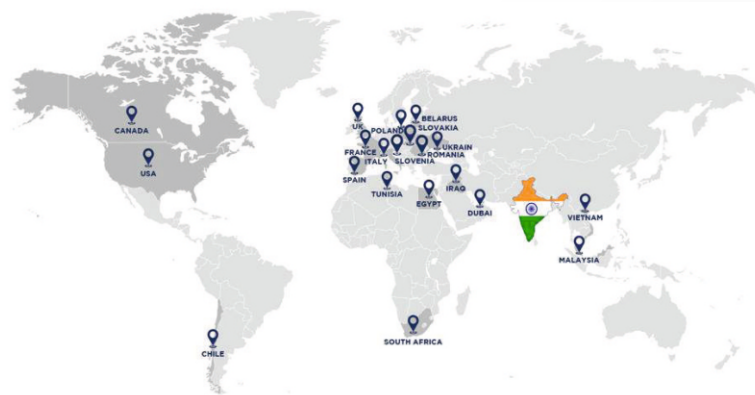 CANADA
USA
UK
POLAND
BELARUS
SLOVAKIA
FRANCE
ITALY
SLOVENIA
ROMANIA
UKRAIN
SPAIN
TUNISIA
EGYPT
IRAQ
DUBAI
VIETNAM
MALAYSIA
SOUTH AFRICA
CHILE